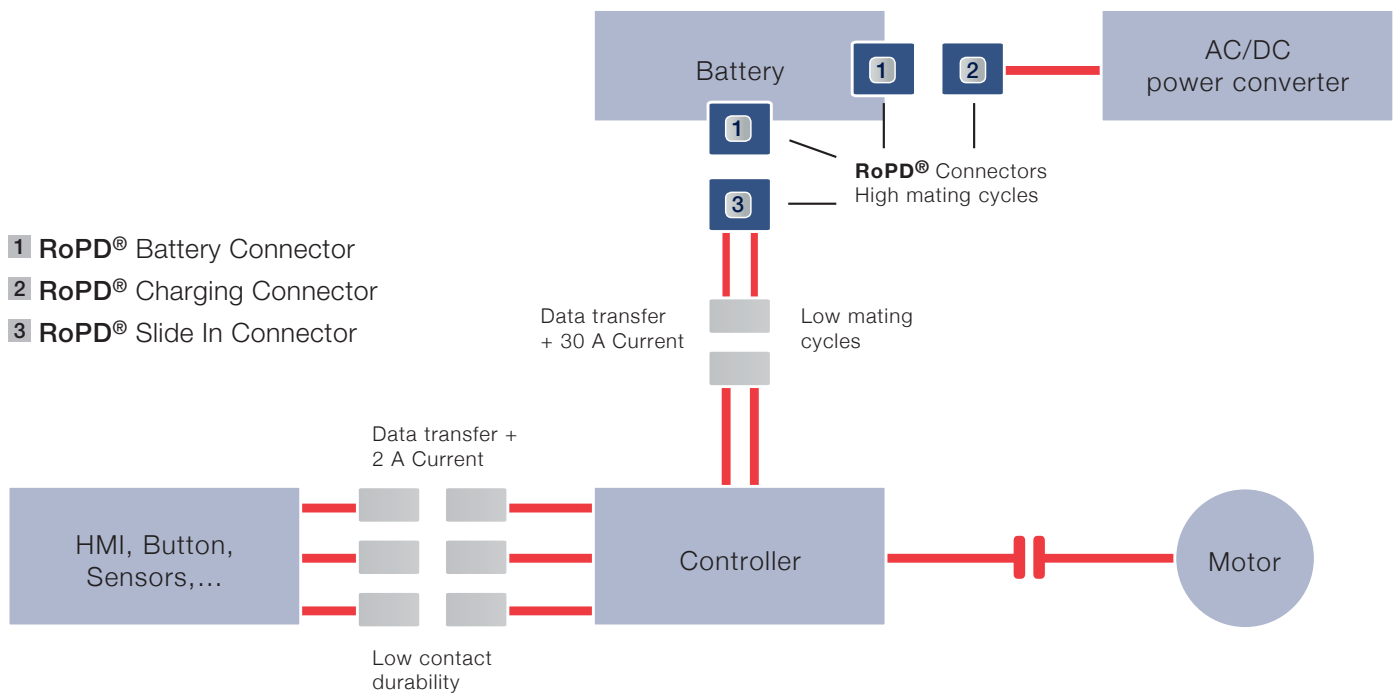 Battery
1
2
AC/DC
power converter
1
RoPD® Connectors
High mating cycles
3
1 RoPD® Battery Connector
2 RoPD® Charging Connector
3 RoPD® Slide In Connector
Data transfer
+ 30 A Current
Low mating
cycles
Data transfer +
2 A Current
HMI, Button,
Sensors,...
Controller
Motor
Low contact
durability